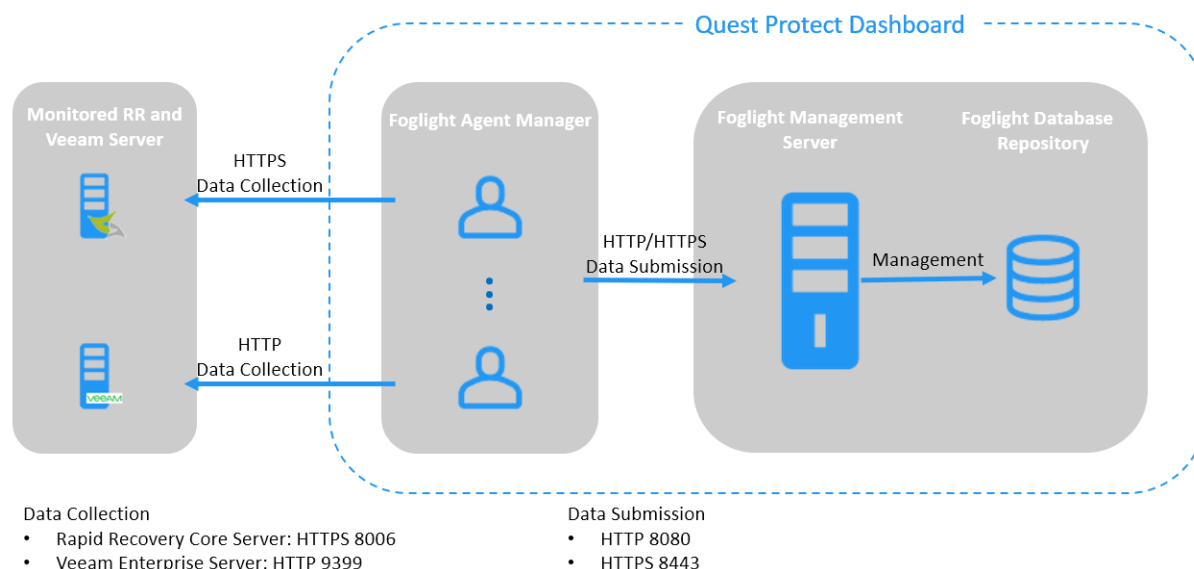 Quest Protect Dashboard
Monitored RR and
Veeam Server
Foglight Agent Manager
Foglight Management
Server
Foglight Database
Repository
HTTPS
Data Collection
HTTP/HTTPS
Data Submission
Management
HTTP
Data Collection
VEEAM
Data Collection
• Rapid Recovery Core Server: HTTPS 8006
• Veeam Enterprise Server: HTTP 9399
Data Submission
• HTTP 8080
• HTTPS 8443